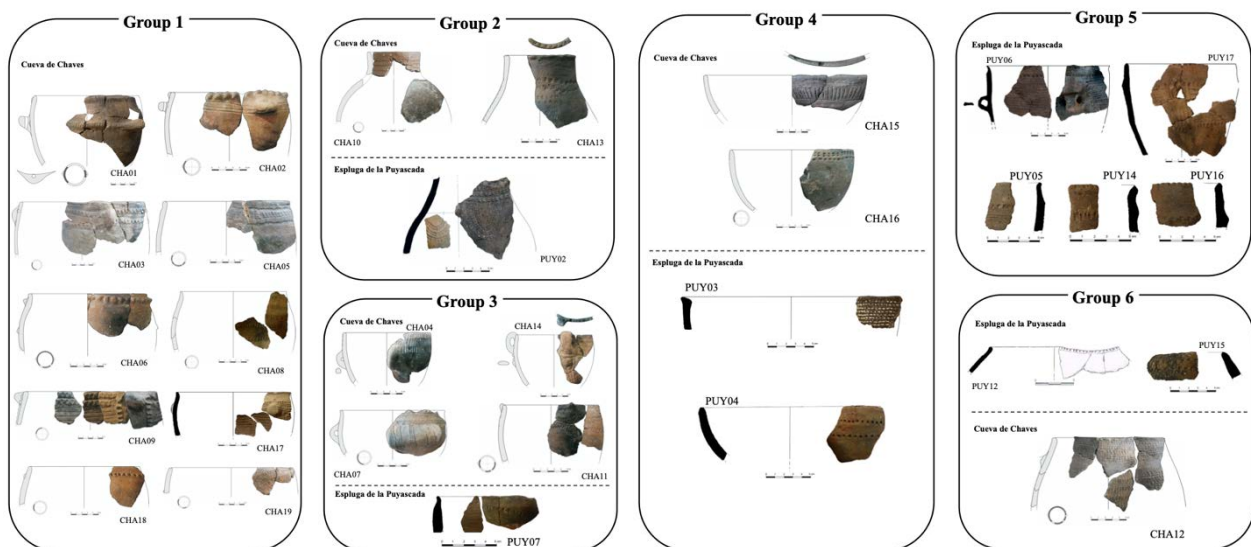 Group 1
Cueva de Chaves
CHA01
CHA02
CHA03
CHA05
CHA06
CHA08
CHA09
CHA17
CHA18
CHA19
Group 2
Cueva de Chaves
CHA10
CHA13
Espluga de la Puyascada
PUY02
Group 3
Cueva de Chaves
CHA04
CHA14
CHA07
CHA11
Espluga de la Puyascada
PUY07
Group 4
Cueva de Chaves
CHA15
CHA16
Espluga de la Puyascada
PUY03
PUY04
Group 5
Espluga de la Puyascada
PUY06
PUY17
PUY05
PUY14
PUY16
Group 6
Espluga de la Puyascada
PUY15
PUY12
Cueva de Chaves
CHA12